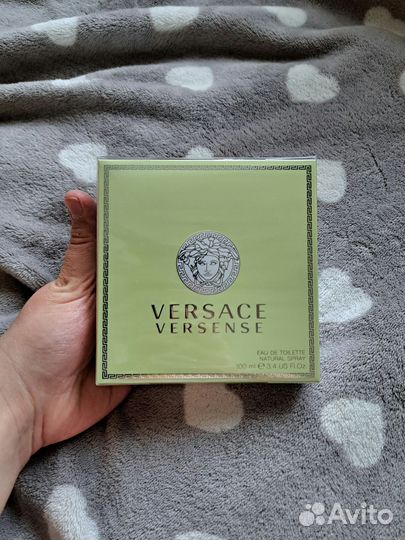 VERSACE
VERSENSE
EAU DE TOILETTE
NATURAL SPRAY
100 ml e 3.4 US Fl.Oz
Avito